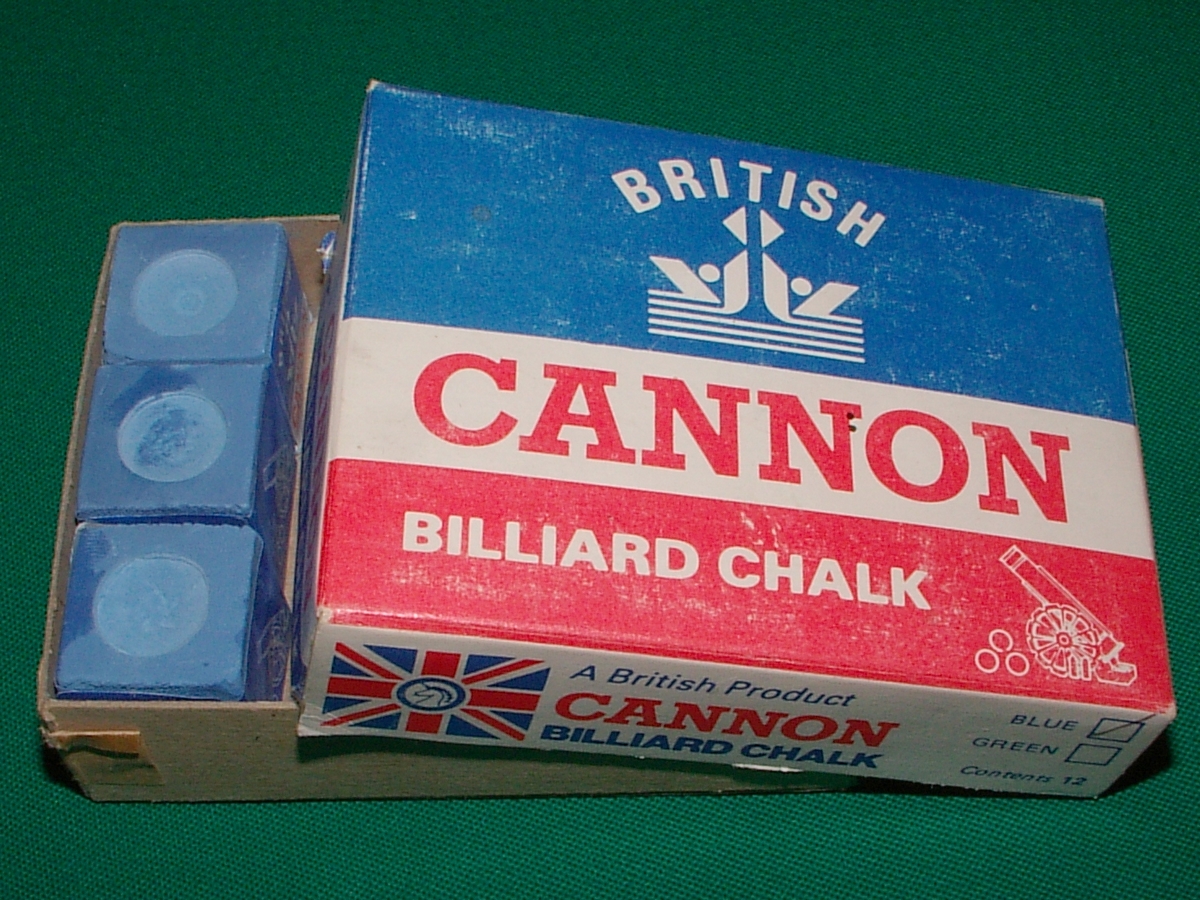 BRITISH
CANNON
BILLIARD CHALK
A British Product
CANNON
BILLIARD CHALK
BLUE
GREEN
Contents 12